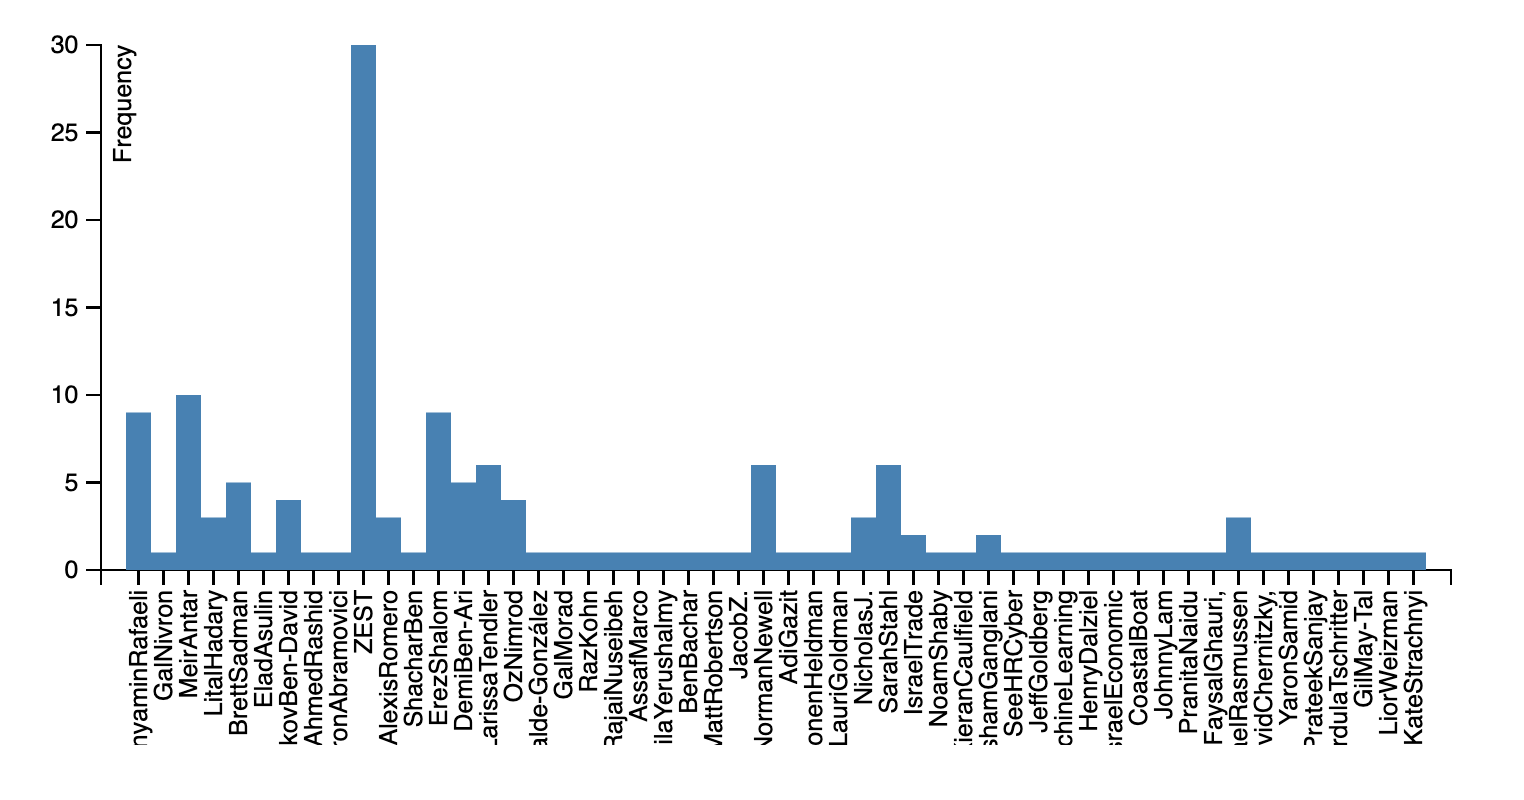 30
25
20
15
10
5
0
Frequency
nyaminRafaeli
GalNivron
MeirAntar
LitalHadary
BrettSadman
EladAsulin
kovBen-David
AhmedRashid
ronAbramovici
ZEST
AlexisRomero
ShacharBen
ErezShalom
DemiBen-Ari
LarissaTendler
OzNimrod
alde-González
GalMorad
RazKohn
RajaiNuseibeh
AssafMarco
ilaYerushalmy
BenBachar
MattRobertson
JacobZ.
NormanNewell
AdiGazit
onenHeldman
LauriGoldman
NicholasJ.
SarahStahl
IsraelTrade
NoamShaby
KieranCaulfield
shamGanglani
SeeHRCyber
JeffGoldberg
chineLearning
HenryDalziel
sraelEconomic
CoastalBoat
JohnnyLam
PranitaNaidu
FaysalGhauri,
aelRasmussen
vidChernitzky,
YaronSamid
PrateekSanjay
rdulaTschritter
GilMay-Tal
LiorWeizman
KateStrachnyi